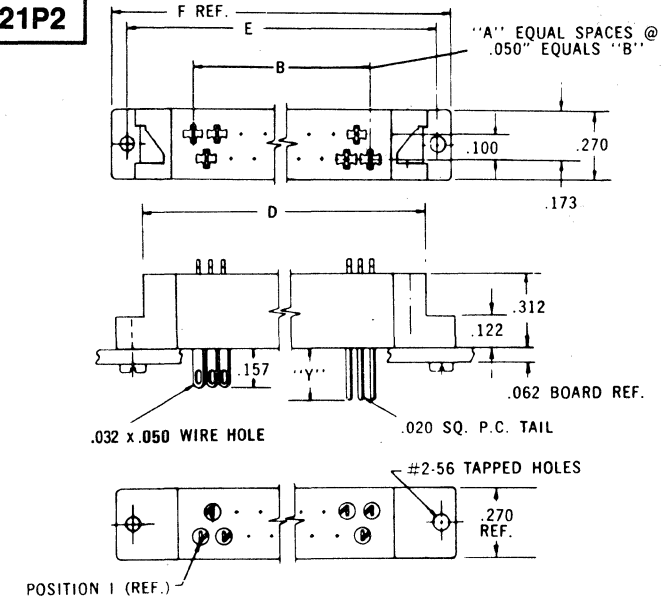 21P2
F REF.
E
"A" EQUAL SPACES @
.050" EQUALS "B"
B
.100
.270
.173
D
.312
.122
.157
"Y"
.062 BOARD REF.
.032 x .050 WIRE HOLE
.020 SQ. P.C. TAIL
#2-56 TAPPED HOLES
.270
REF.
POSITION 1 (REF.)